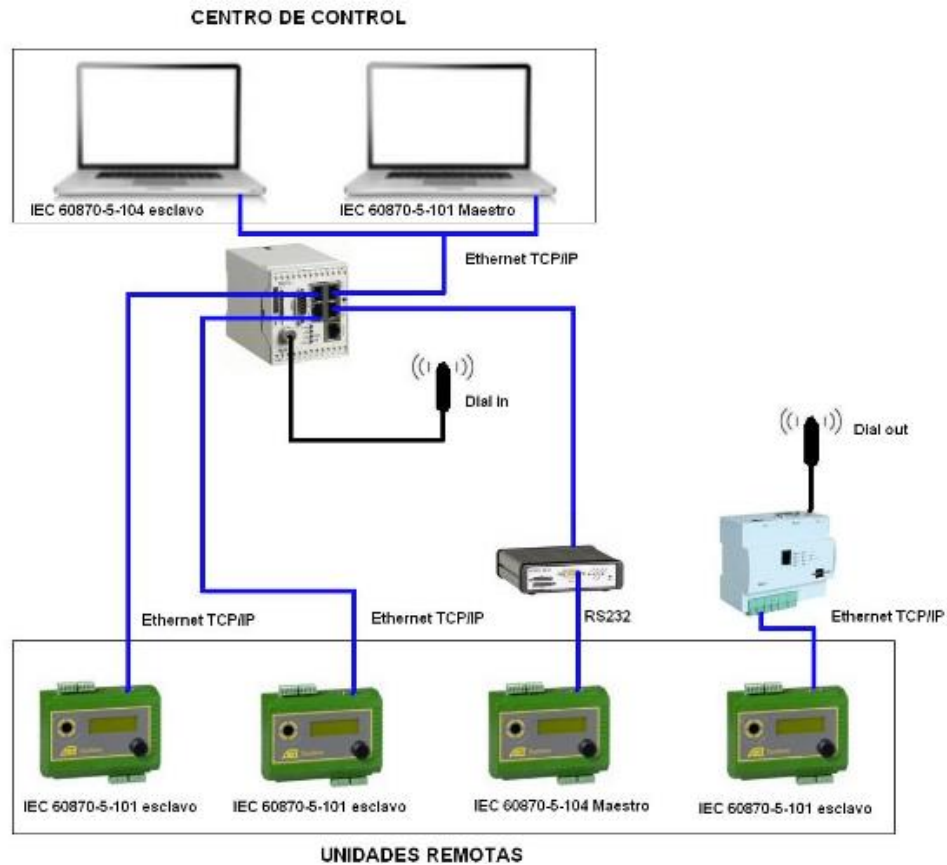 CENTRO DE CONTROL
IEC 60870-5-104 esclavo
IEC 60870-5-101 Maestro
Ethernet TCP/IP
Dial in
Dial out
Ethernet TCP/IP
Ethernet TCP/IP
RS232
Ethernet TCP/IP
IEC 60870-5-101 esclavo
IEC 60870-5-101 esclavo
IEC 60870-5-104 Maestro
IEC 60870-5-101 esclavo
UNIDADES REMOTAS